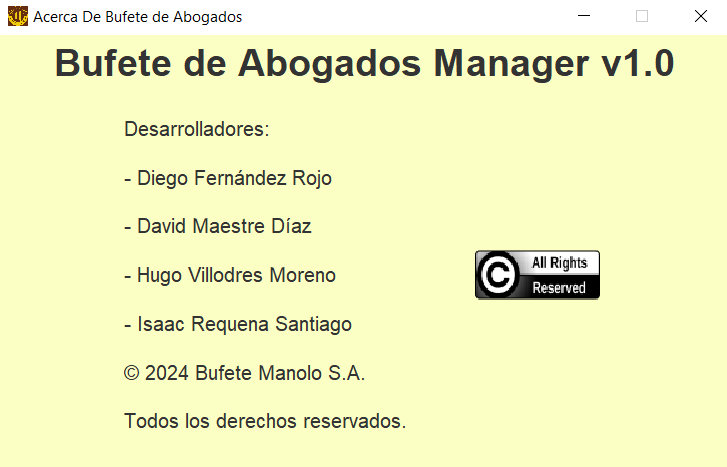 Acerca De Bufete de Abogados
Bufete de Abogados Manager v1.0
Desarrolladores:
- Diego Fernández Rojo
- David Maestre Díaz
- Hugo Villodres Moreno
All Rights
Reserved
- Isaac Requena Santiago
© 2024 Bufete Manolo S.A.
Todos los derechos reservados.